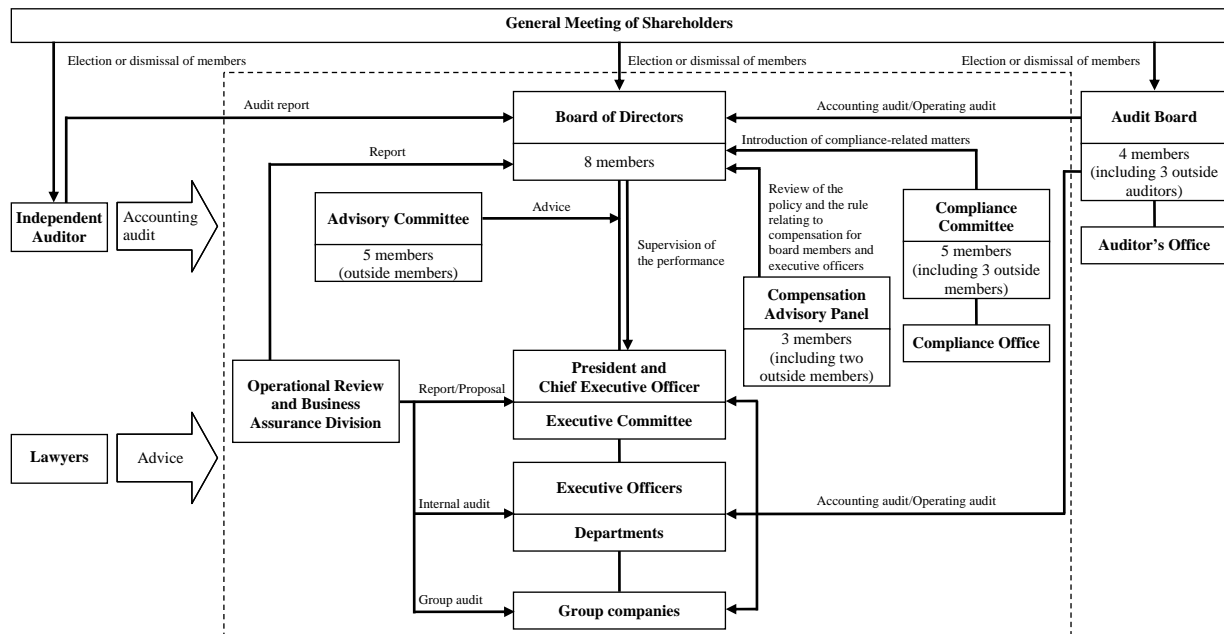 General Meeting of Shareholders
Election or dismissal of members
Election or dismissal of members
Election or dismissal of members
Audit report
Board of Directors
8 members
Accounting audit/Operating audit
Audit Board
4 members
(including 3 outside
auditors)
Auditor's Office
Introduction of compliance-related matters
Report
Independent
Auditor
Accounting
audit
Advisory Committee
5 members
(outside members)
Advice
Supervision of
the performance
Review of the
policy and the rule
relating to
compensation for
board members and
executive officers
Compensation
Advisory Panel
3 members
(including two
outside members)
Compliance
Committee
5 members
(including 3 outside
members)
Compliance Office
Operational Review
and Business
Assurance Division
Report/Proposal
President and
Chief Executive Officer
Executive Committee
Lawyers
Advice
Executive Officers
Departments
Internal audit
Accounting audit/Operating audit
Group audit
Group companies